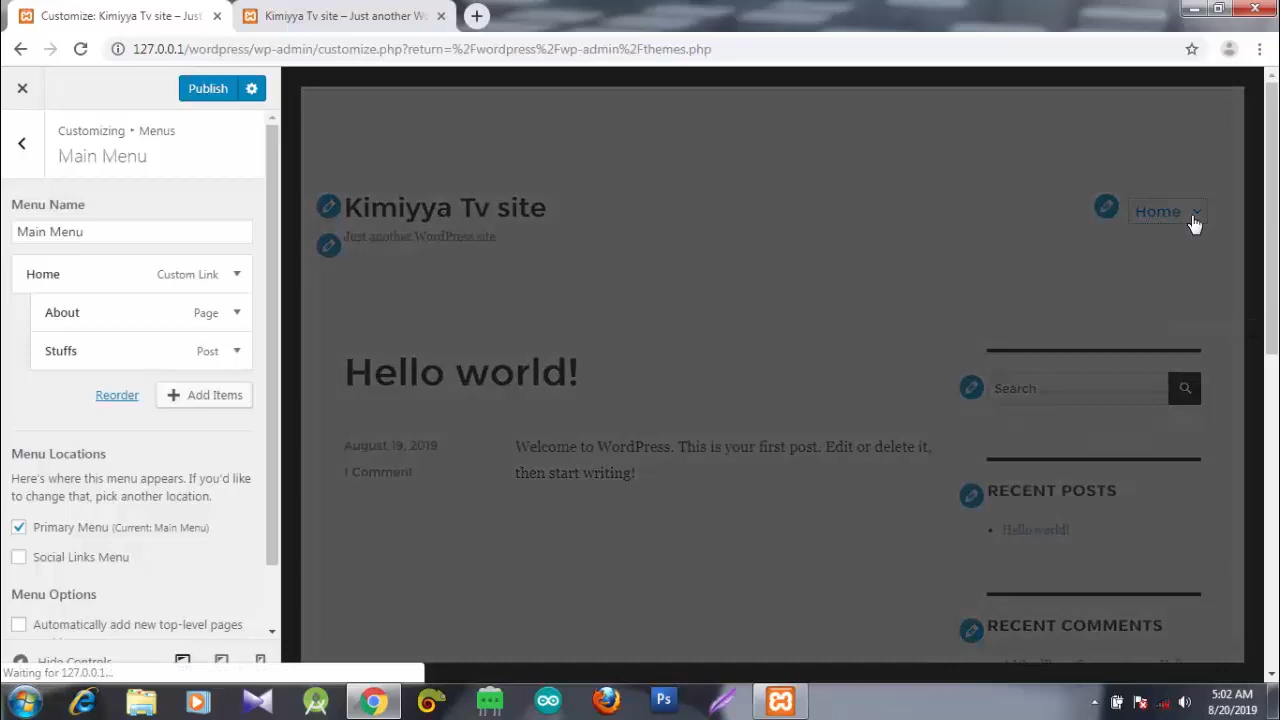 Customize: Kimiyya Tv site – Just
Kimiyya Tv site – Just another Wo
127.0.0.1/wordpress/wp-admin/customize.php?return=%2Fwordpress%2Fwp-admin%2Fthemes.php
Publish
Customizing ▸ Menus
Main Menu
Menu Name
Main Menu
Home Custom Link
About Page
Stuffs Post
Reorder
Add Items
Menu Locations
Here's where this menu appears. If you'd like
to change that, pick another location.
Primary Menu (Current: Main Menu)
Social Links Menu
Menu Options
Automatically add new top-level pages
Hide Controls
Waiting for 127.0.0.1...
Kimiyya Tv site
Just another WordPress site
Home
Hello world!
August 19, 2019
1 Comment
Welcome to WordPress. This is your first post. Edit or delete it,
then start writing!
Search …
RECENT POSTS
Hello world!
RECENT COMMENTS
Ps
5:02 AM
8/20/2019